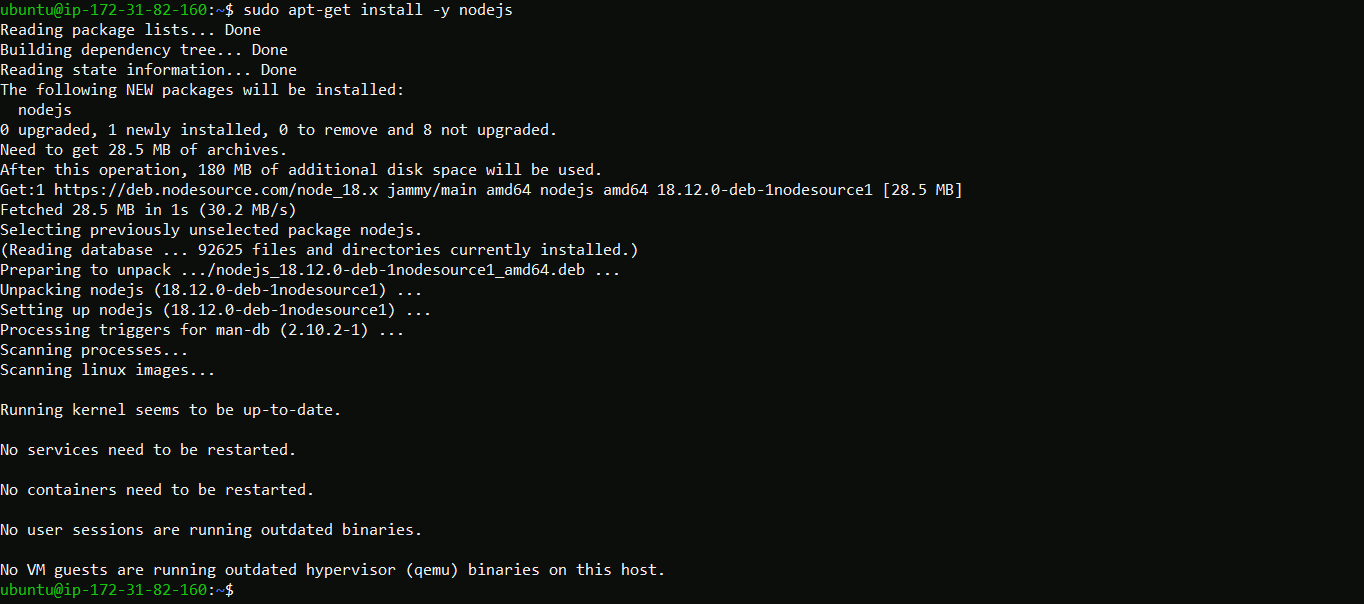 ubuntu@ip-172-31-82-160:~$ sudo apt-get install -y nodejs
Reading package lists... Done
Building dependency tree... Done
Reading state information... Done
The following NEW packages will be installed:
  nodejs
0 upgraded, 1 newly installed, 0 to remove and 8 not upgraded.
Need to get 28.5 MB of archives.
After this operation, 180 MB of additional disk space will be used.
Get:1 https://deb.nodesource.com/node_18.x jammy/main amd64 nodejs amd64 18.12.0-deb-1nodesource1 [28.5 MB]
Fetched 28.5 MB in 1s (30.2 MB/s)
Selecting previously unselected package nodejs.
(Reading database ... 92625 files and directories currently installed.)
Preparing to unpack .../nodejs_18.12.0-deb-1nodesource1_amd64.deb ...
Unpacking nodejs (18.12.0-deb-1nodesource1) ...
Setting up nodejs (18.12.0-deb-1nodesource1) ...
Processing triggers for man-db (2.10.2-1) ...
Scanning processes...
Scanning linux images...

Running kernel seems to be up-to-date.

No services need to be restarted.

No containers need to be restarted.

No user sessions are running outdated binaries.

No VM guests are running outdated hypervisor (qemu) binaries on this host.
ubuntu@ip-172-31-82-160:~$